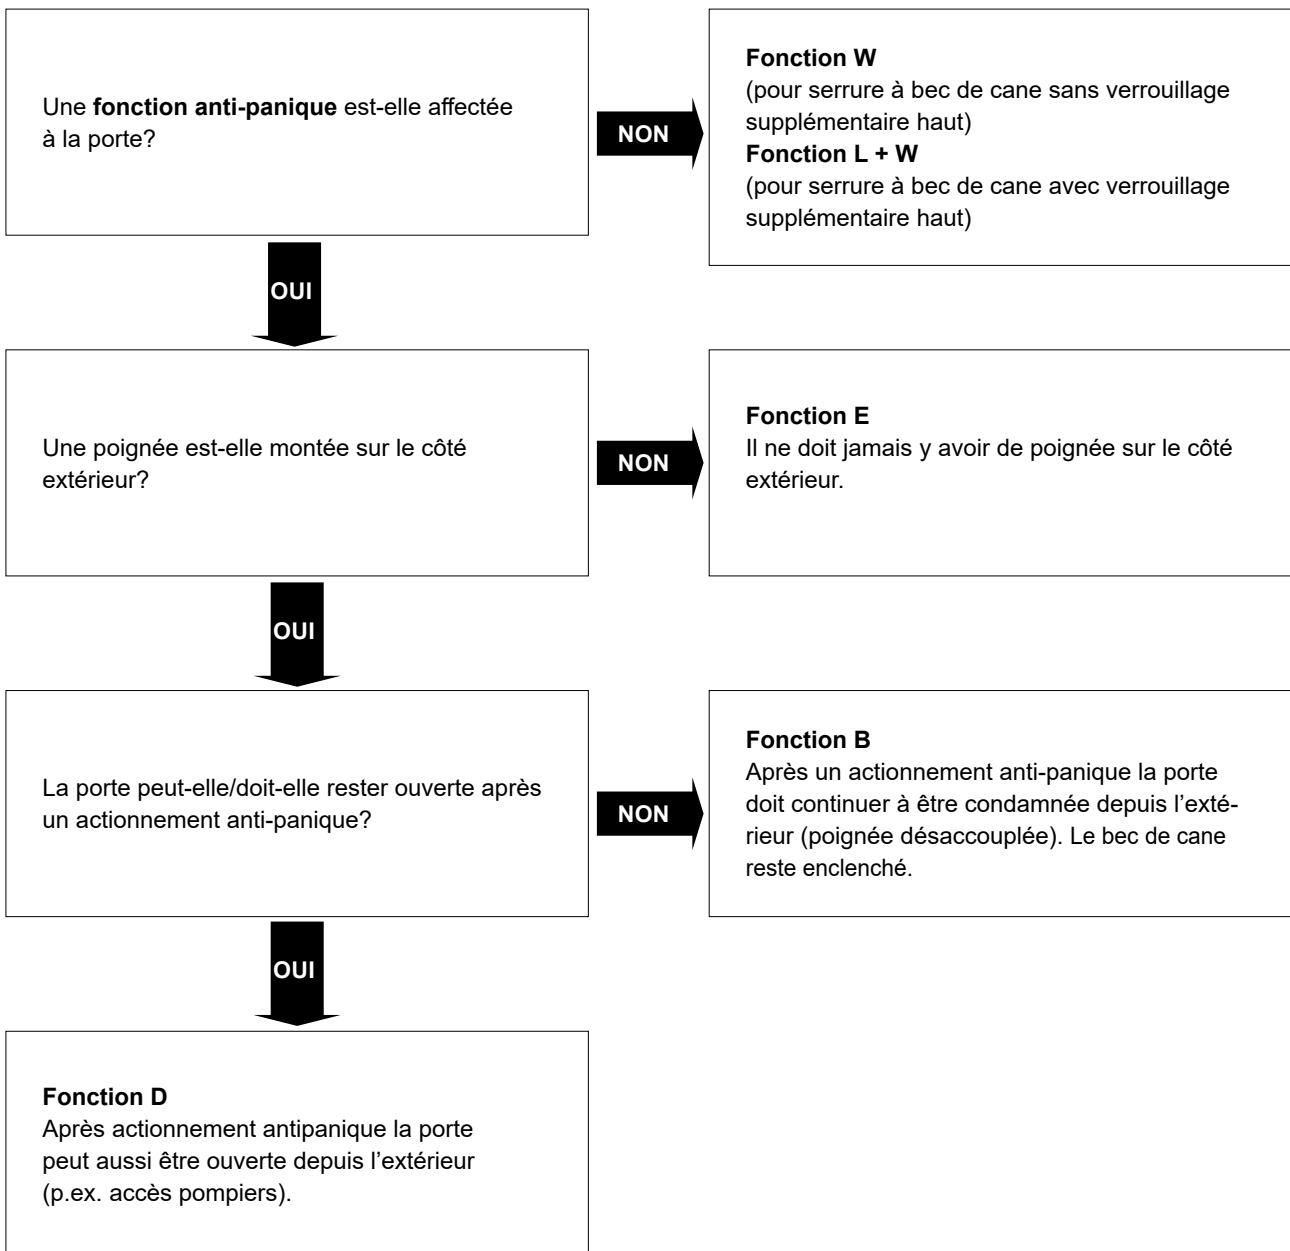 Une fonction anti-panique est-elle affectée
à la porte?
NON
Fonction W
(pour serrure à bec de cane sans verrouillage
supplémentaire haut)
Fonction L + W
(pour serrure à bec de cane avec verrouillage
supplémentaire haut)
OUI
Une poignée est-elle montée sur le côté
extérieur?
NON
Fonction E
Il ne doit jamais y avoir de poignée sur le côté
extérieur.
OUI
La porte peut-elle/doit-elle rester ouverte après
un actionnement anti-panique?
NON
Fonction B
Après un actionnement anti-panique la porte
doit continuer à être condamnée depuis l’exté-
rieur (poignée désaccouplée). Le bec de cane
reste enclenché.
OUI
Fonction D
Après actionnement antipanique la porte
peut aussi être ouverte depuis l’extérieur
(p.ex. accès pompiers).